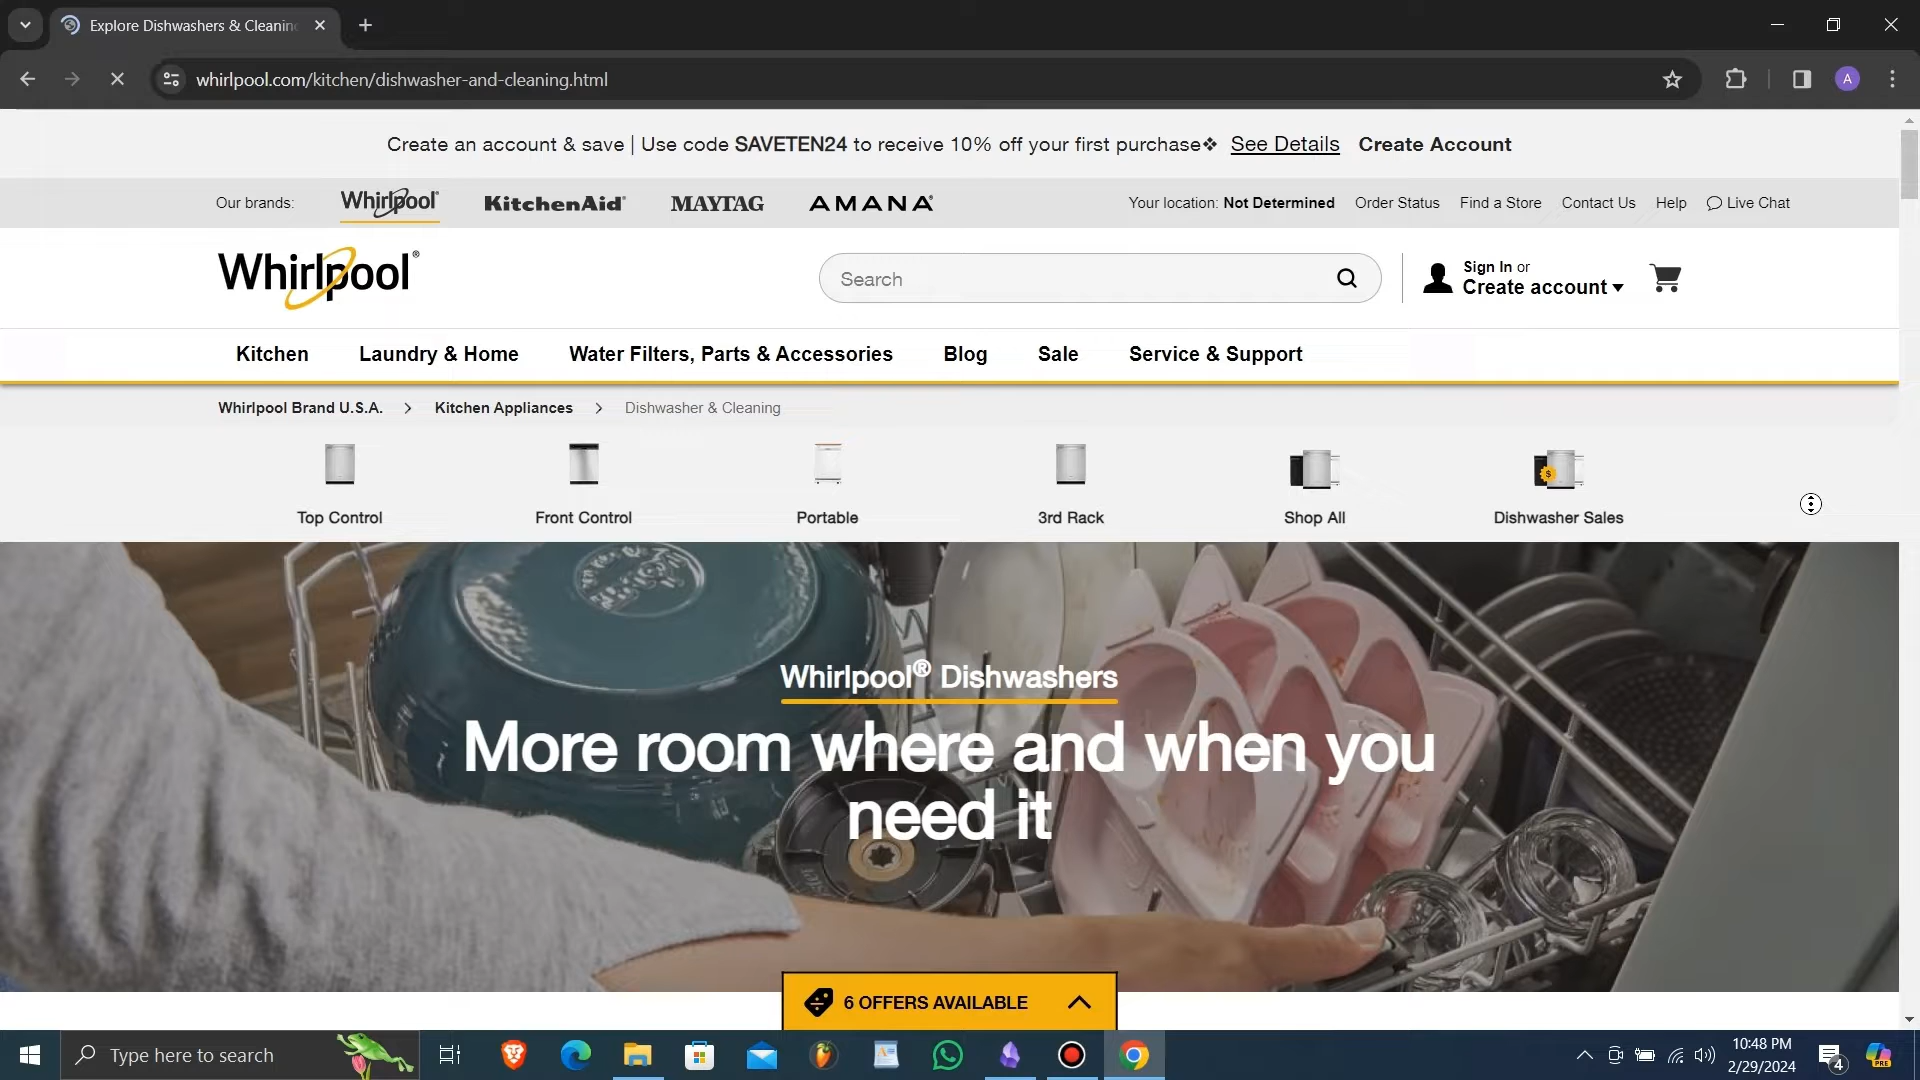 Explore Dishwashers & Cleanin
whirlpool.com/kitchen/dishwasher-and-cleaning.html
A
Create an account & save | Use code SAVETEN24 to receive 10% off your first purchase❖ See Details Create Account
Our brands: Whirlpool® KitchenAid® MAYTAG AMANA® Your location: Not Determined Order Status Find a Store Contact Us Help Live Chat
Whirlpool® Search Sign In or
Create account
Kitchen Laundry & Home Water Filters, Parts & Accessories Blog Sale Service & Support
Whirlpool Brand U.S.A. > Kitchen Appliances > Dishwasher & Cleaning
$
Top Control Front Control Portable 3rd Rack Shop All Dishwasher Sales
Whirlpool® Dishwashers
More room where and when you
need it
6 OFFERS AVAILABLE
Type here to search
10:48 PM
2/29/2024
4
PRE